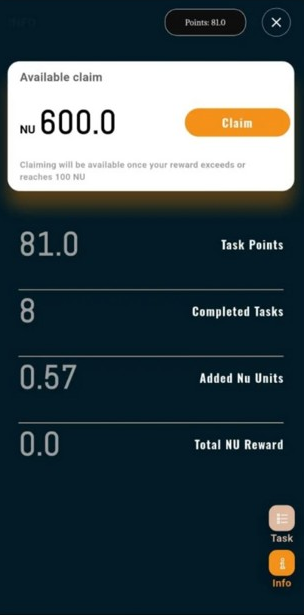 Points: 81.0
Available claim
NU 600.0
Claim
Claiming will be available once your reward exceeds or
reaches 100 NU
81.0 Task Points
8 Completed Tasks
0.57 Added Nu Units
0.0 Total NU Reward
Task
Info